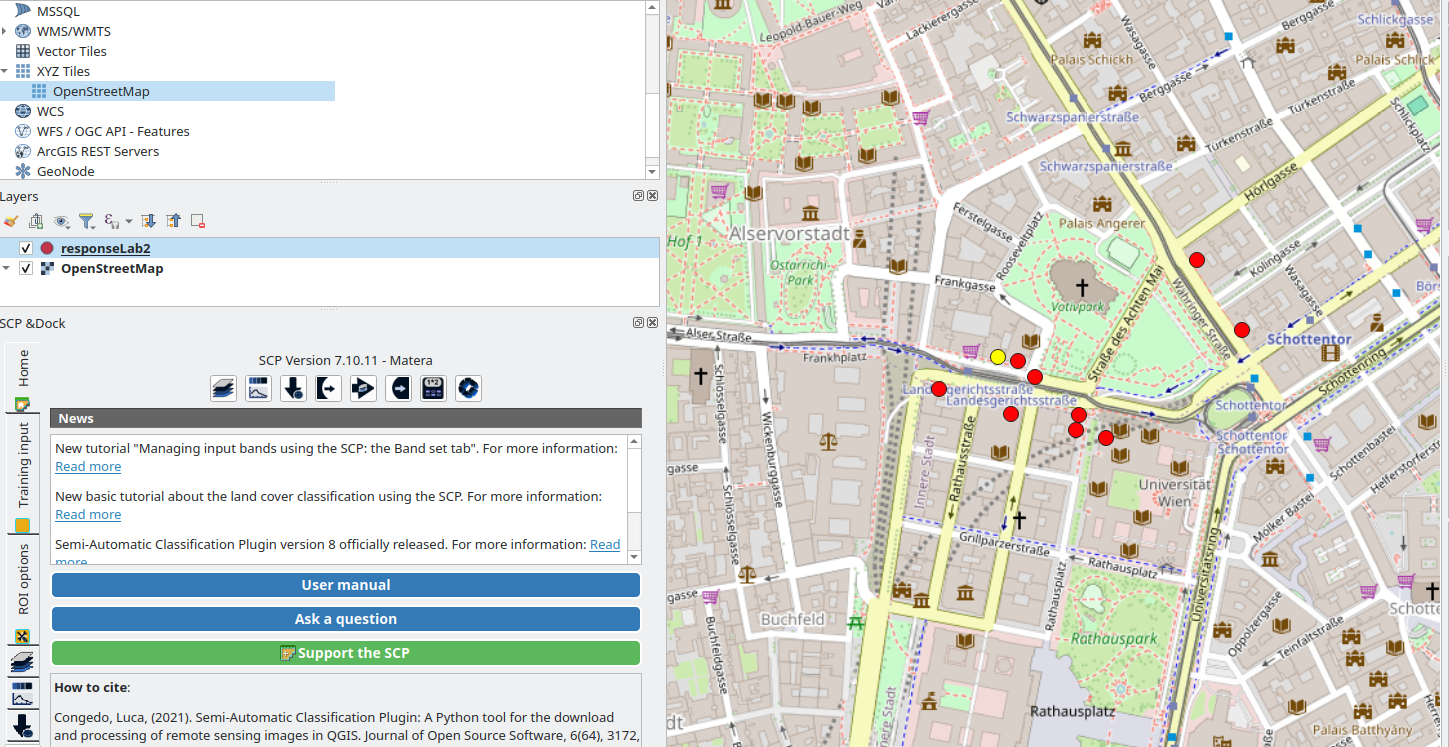 MSSQL
WMS/WMTS
Vector Tiles
XYZ Tiles
OpenStreetMap
WCS
WFS / OGC API - Features
ArcGIS REST Servers
GeoNode
Layers
responseLab2
OpenStreetMap
SCP &Dock
Home
Training input
ROI options
SCP Version 7.10.11 - Matera
News
New tutorial "Managing input bands using the SCP: the Band set tab". For more information:
Read more
New basic tutorial about the land cover classification using the SCP. For more information:
Read more
Semi-Automatic Classification Plugin version 8 officially released. For more information: Read
more
User manual
Ask a question
Support the SCP
How to cite:
Congedo, Luca, (2021). Semi-Automatic Classification Plugin: A Python tool for the download
and processing of remote sensing images in QGIS. Journal of Open Source Software, 6(64), 3172,
Leopold-Bauer-Weg
Lackierergasse
Wasagasse
Berggasse
Schlickgasse
Palais Schickh
Palais Schlick
Berggasse
Türkenstraße
Schwarzspanierstraße
Türkenstraße
Schlickplatz
Schwarzspanierstraße
Hörlgasse
Ferstelgasse
Rooseveltplatz
Palais Angerer
Alservorstadt
Hof 1
Ostarrichi-
Park
Kolingasse
Wasagasse
Frankgasse
Votivpark
Straße des Achten Mai
Währinger Straße
Börs
Alser Straße
Frankhplatz
Schottentor
Schottenring
Landesgerichtsstraße
Landesgerichtsstraße
Schlösselgasse
Wickenburggasse
Schottentor
Schottentor
Schottentor
Schottenbastei
Helferstorferst
Innere Stadt
Rathausstraße
gasse
Schlösselgasse
Universität
Wien
Mölker Bastei
Grillparzerstraße
Rathausplatz
Universitätsring
gasse
Buchfeld
Buchfeldgasse
Rathausplatz
Rathauspark
Oppolzergasse
Teinfaltstraße
Schotte
Innere Stadt
Rathausplatz
Herre
dt
Palais Batthyány